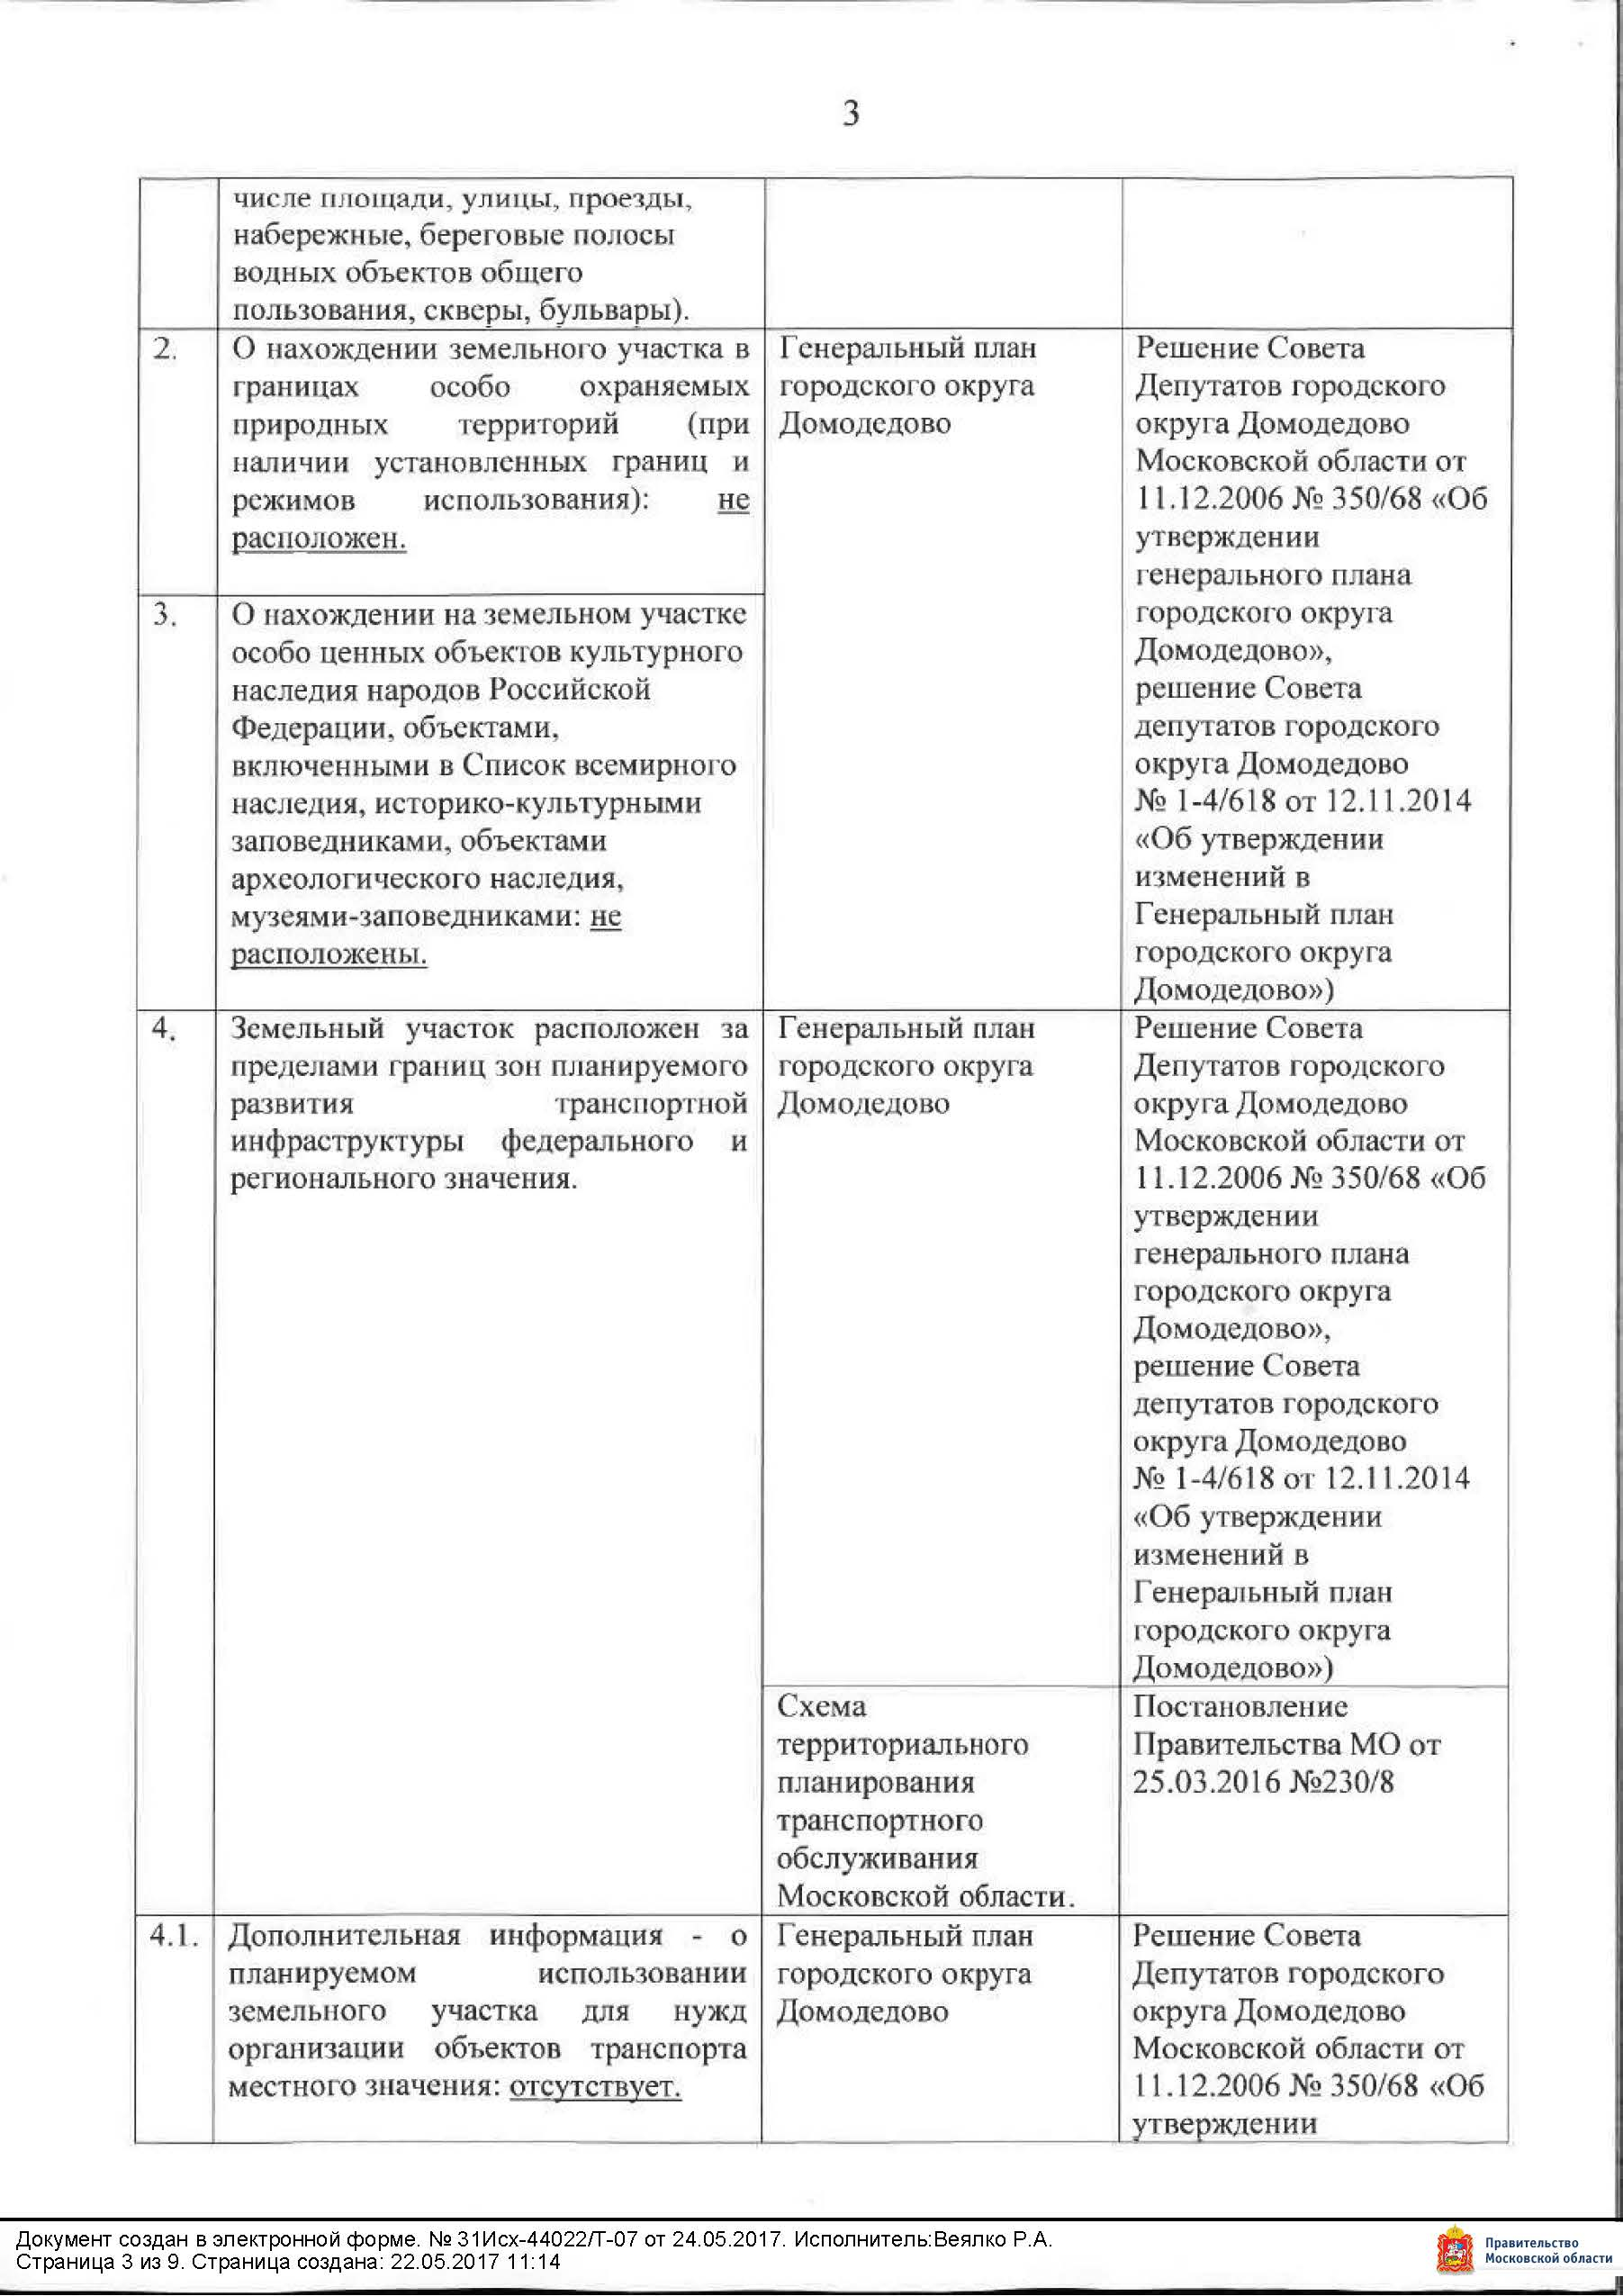 3
числе площади, улицы, проезды,
набережные, береговые полосы
водных объектов общего
пользования, скверы, бульвары).
2.
О нахождении земельного участка в
границах особо охраняемых
природных территорий (при
наличии установленных границ и
режимов использования): не
расположен.
Генеральный план
городского округа
Домодедово
Решение Совета
Депутатов городского
округа Домодедово
Московской области от
11.12.2006 № 350/68 «Об
утверждении
генерального плана
городского округа
Домодедово»,
решение Совета
депутатов городского
округа Домодедово
№ 1-4/618 от 12.11.2014
«Об утверждении
изменений в
Генеральный план
городского округа
Домодедово»)
3.
О нахождении на земельном участке
особо ценных объектов культурного
наследия народов Российской
Федерации, объектами,
включенными в Список всемирного
наследия, историко-культурными
заповедниками, объектами
археологического наследия,
музеями-заповедниками: не
расположены.
4.
Земельный участок расположен за
пределами границ зон планируемого
развития транспортной
инфраструктуры федерального и
регионального значения.
Генеральный план
городского округа
Домодедово
Решение Совета
Депутатов городского
округа Домодедово
Московской области от
11.12.2006 № 350/68 «Об
утверждении
генерального плана
городского округа
Домодедово»,
решение Совета
депутатов городского
округа Домодедово
№ 1-4/618 от 12.11.2014
«Об утверждении
изменений в
Генеральный план
городского округа
Домодедово»)
Схема
территориального
планирования
транспортного
обслуживания
Московской области.
Постановление
Правительства МО от
25.03.2016 №230/8
4.1.
Дополнительная информация - о
планируемом использовании
земельного участка для нужд
организации объектов транспорта
местного значения: отсутствует.
Генеральный план
городского округа
Домодедово
Решение Совета
Депутатов городского
округа Домодедово
Московской области от
11.12.2006 № 350/68 «Об
утверждении
Документ создан в электронной форме. № 31Исх-44022/Т-07 от 24.05.2017. Исполнитель:Веялко Р.А.
Страница 3 из 9. Страница создана: 22.05.2017 11:14
Правительство
Московской области